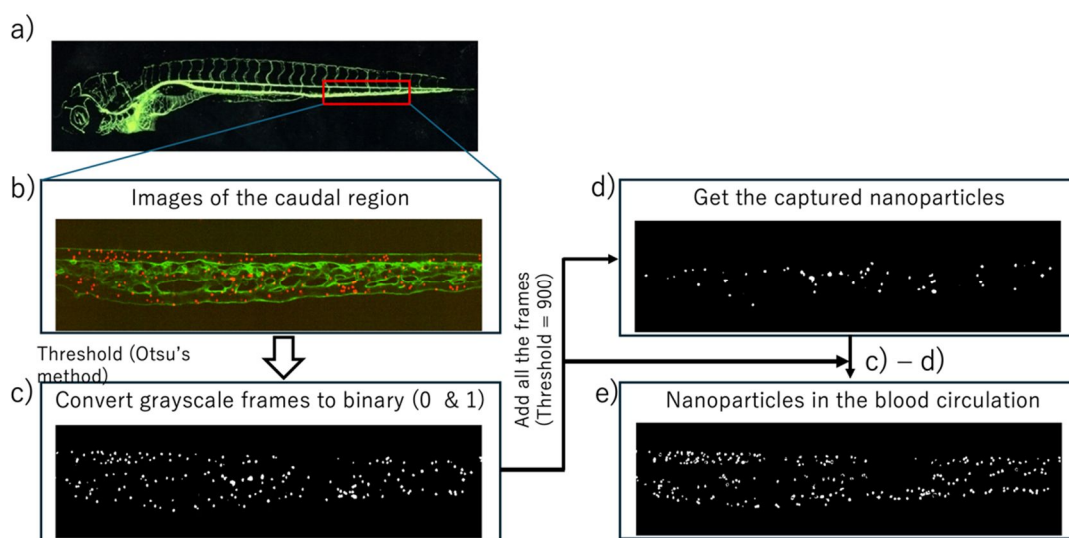 a)
b)
Images of the caudal region
Threshold (Otsu's
method)
c)
Convert grayscale frames to binary (0 & 1)
Add all the frames
(Threshold = 900)
d)
Get the captured nanoparticles
c) – d)
e)
Nanoparticles in the blood circulation